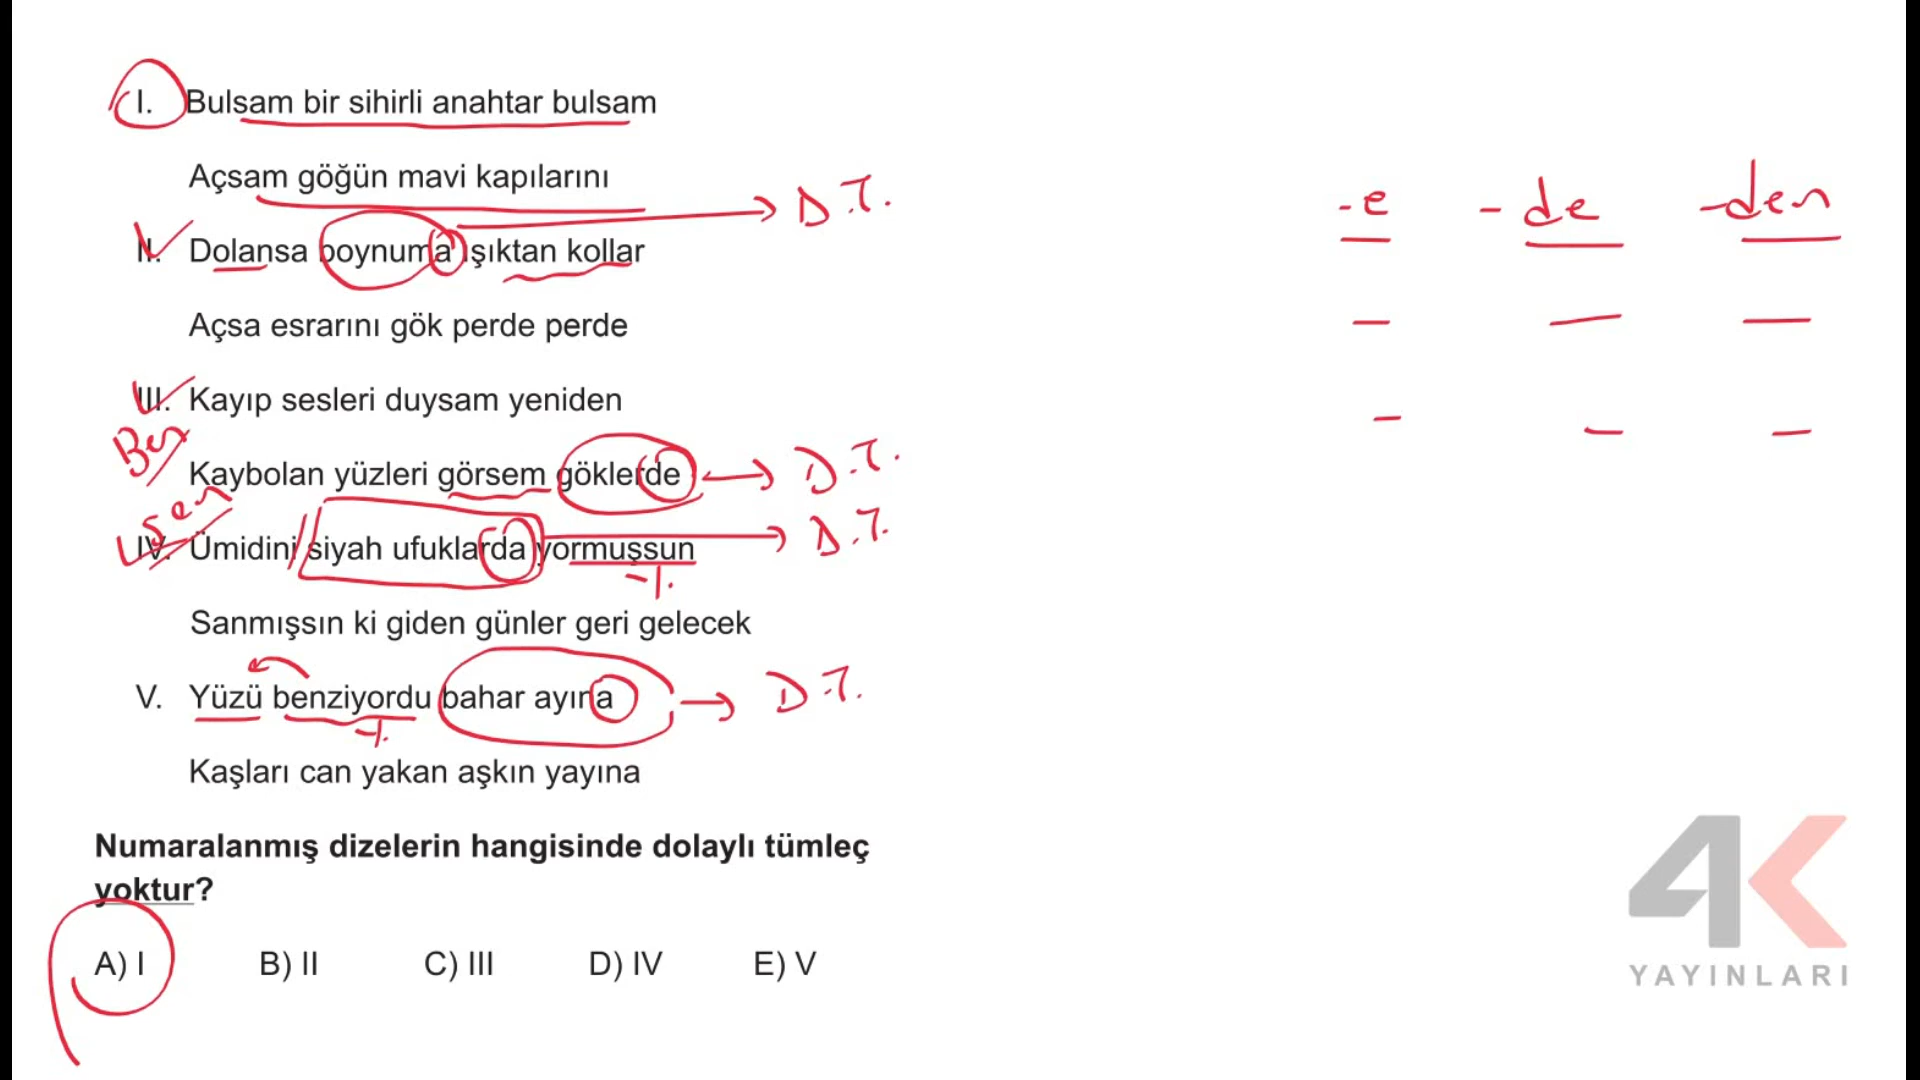 I. Bulsam bir sihirli anahtar bulsam
Açsam göğün mavi kapılarını
D.T.
II. Dolansa boynuma ışıktan kollar
Açsa esrarını gök perde perde
III. Kayıp sesleri duysam yeniden
Ben
Kaybolan yüzleri görsem göklerde
D.T.
Sen
IV. Ümidini siyah ufuklarda yormuşsun
D.T.
Sanmışsın ki giden günler geri gelecek
V. Yüzü benziyordu bahar ayına
D.T.
Kaşları can yakan aşkın yayına
Numaralanmış dizelerin hangisinde dolaylı tümleç
yoktur?
A) I B) II C) III D) IV E) V
-e -de -den
4K
YAYINLARI